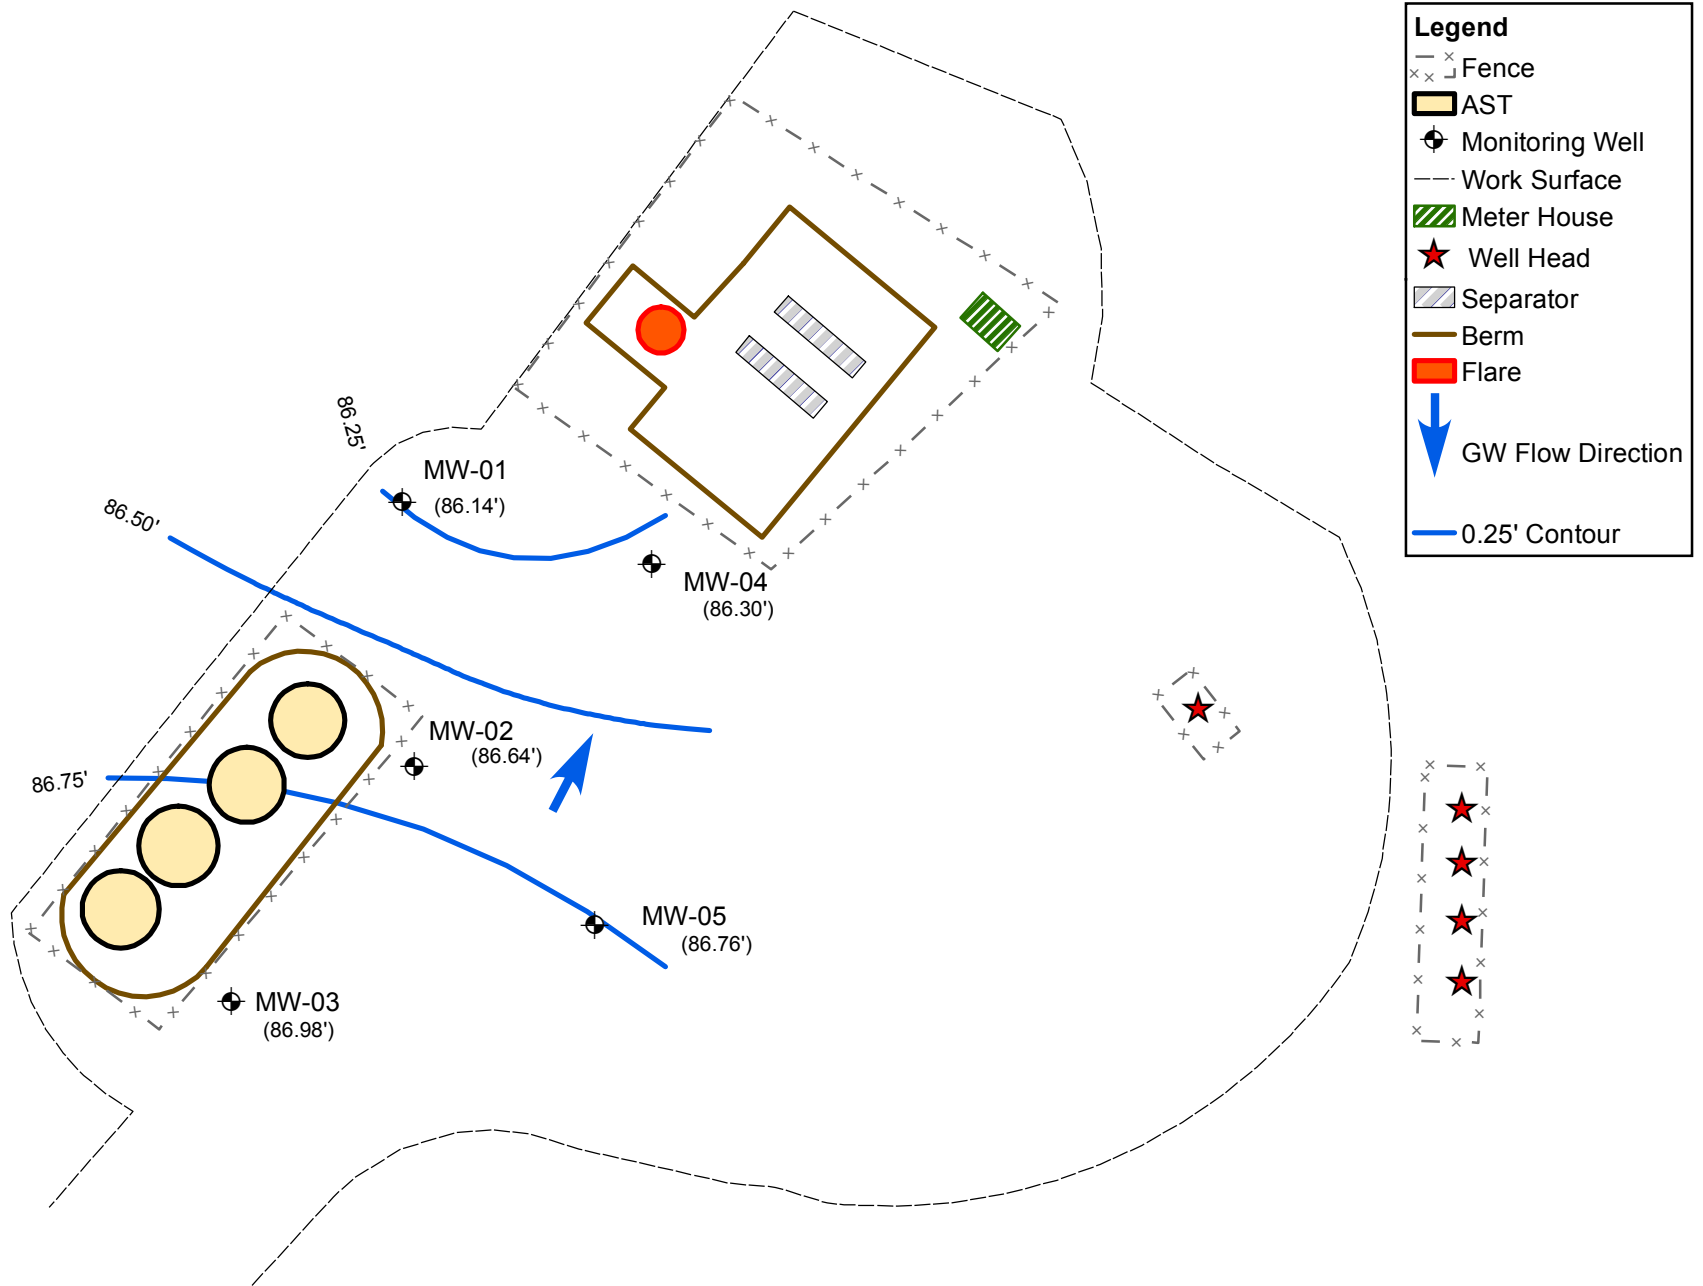 Legend
Fence
AST
Monitoring Well
Work Surface
Meter House
Well Head
Separator
Berm
Flare
GW Flow Direction
0.25' Contour
86.25'
MW-01
(86.14')
86.50'
MW-04
(86.30')
MW-02
(86.64')
86.75'
MW-05
(86.76')
MW-03
(86.98')